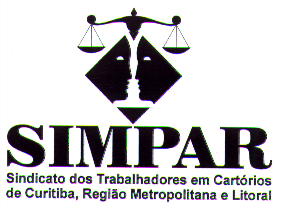 SIMPAR
Sindicato dos Trabalhadores em Cartórios
de Curitiba, Região Metropolitana e Litoral